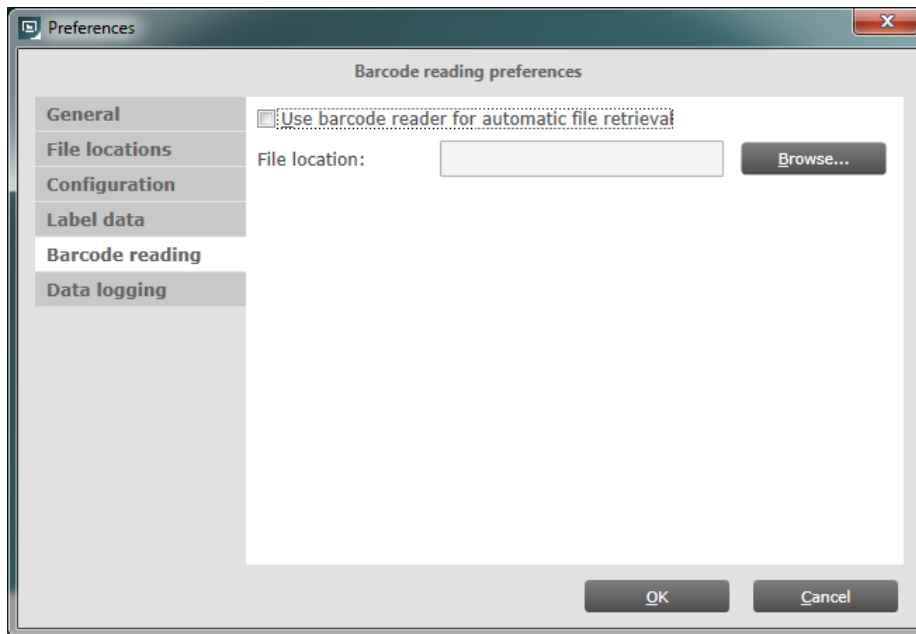 Preferences
x
Barcode reading preferences
General
File locations
Configuration
Label data
Barcode reading
Data logging
Use barcode reader for automatic file retrieval
File location:
Browse...
OK
Cancel